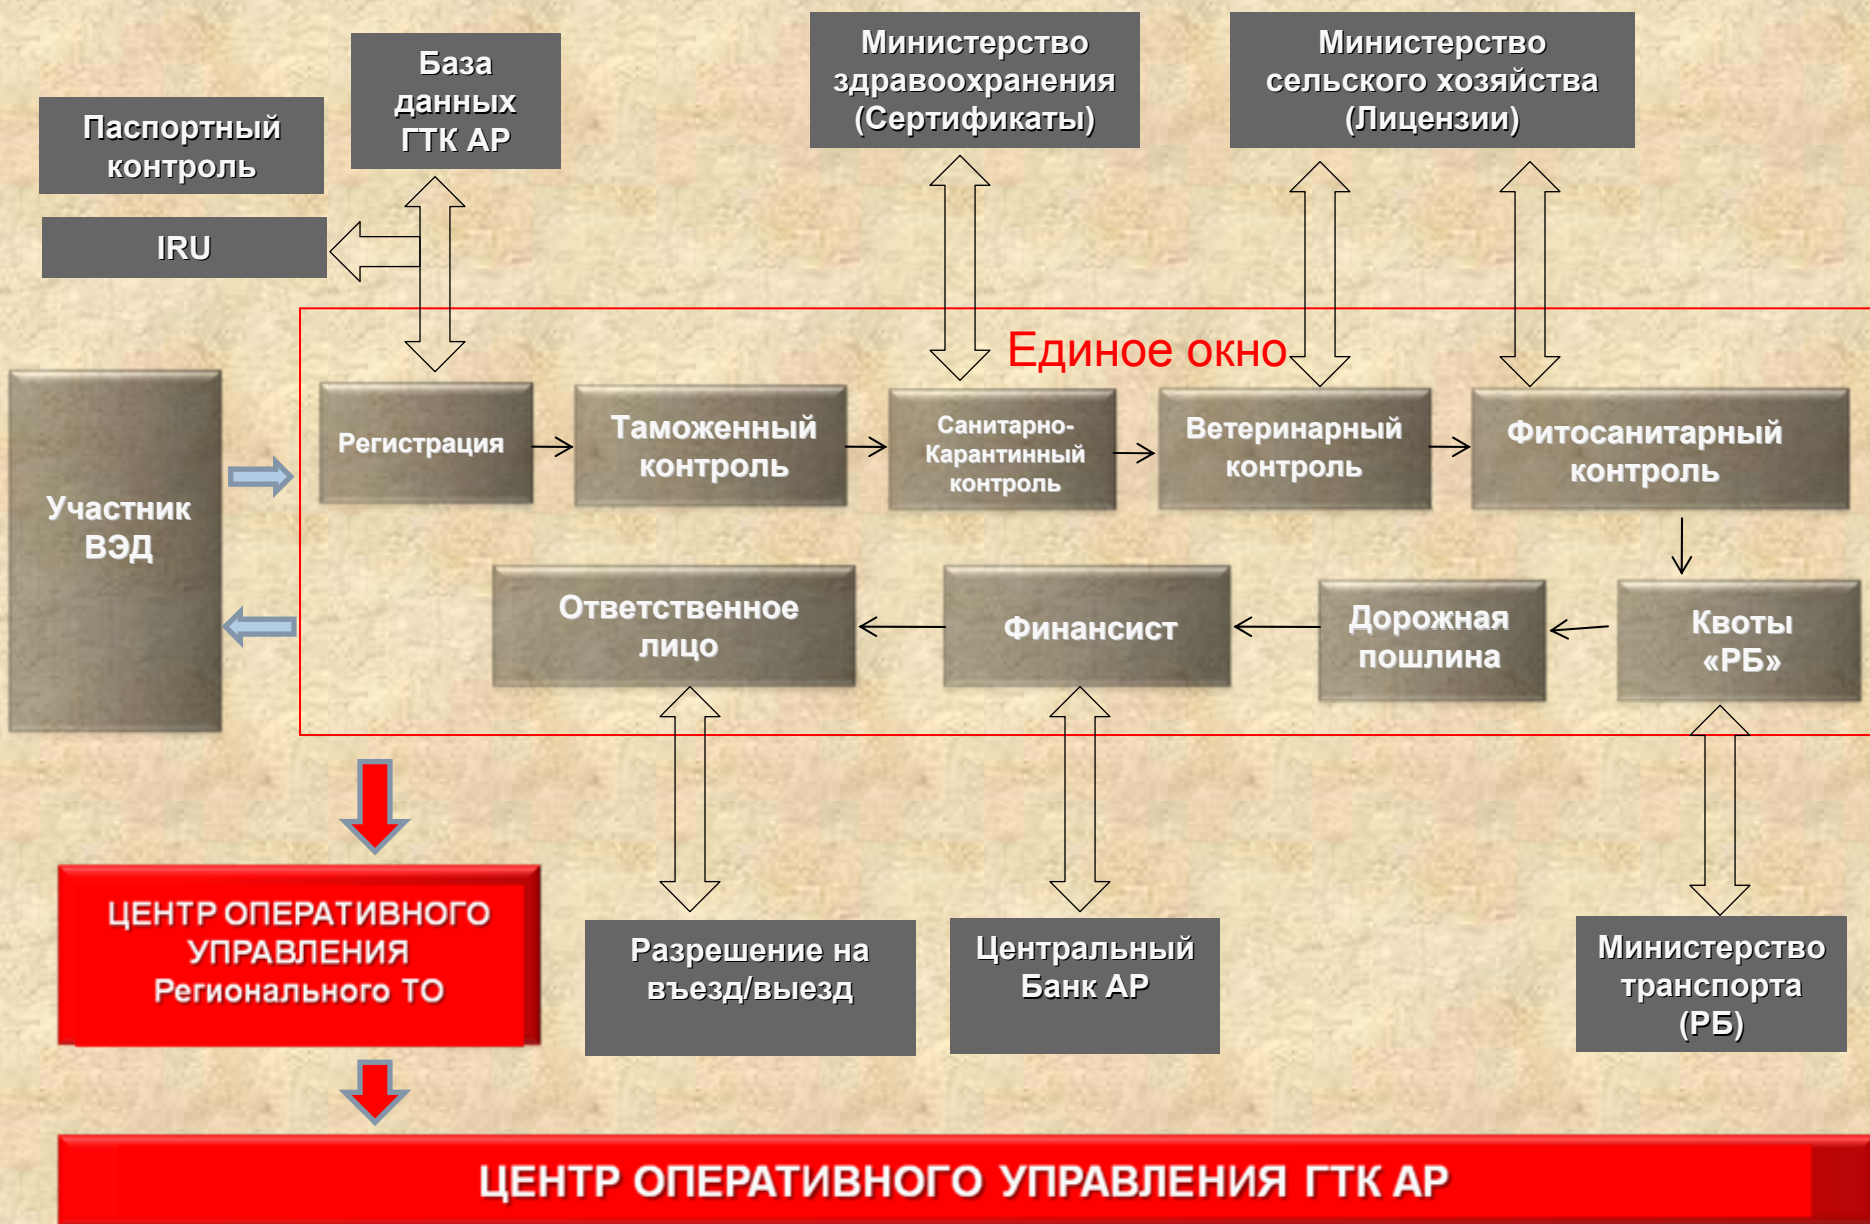 База
данных
ГТК АР
Министерство
здравоохранения
(Сертификаты)
Министерство
сельского хозяйства
(Лицензии)
Паспортный
контроль
IRU
Единое окно
Участник
ВЭД
Регистрация
Таможенный
контроль
Санитарно-
Карантинный
контроль
Ветеринарный
контроль
Фитосанитарный
контроль
Ответственное
лицо
Финансист
Дорожная
пошлина
Квоты
«РБ»
ЦЕНТР ОПЕРАТИВНОГО
УПРАВЛЕНИЯ
Регионального ТО
Разрешение на
въезд/выезд
Центральный
Банк АР
Министерство
транспорта
(РБ)
ЦЕНТР ОПЕРАТИВНОГО УПРАВЛЕНИЯ ГТК АР